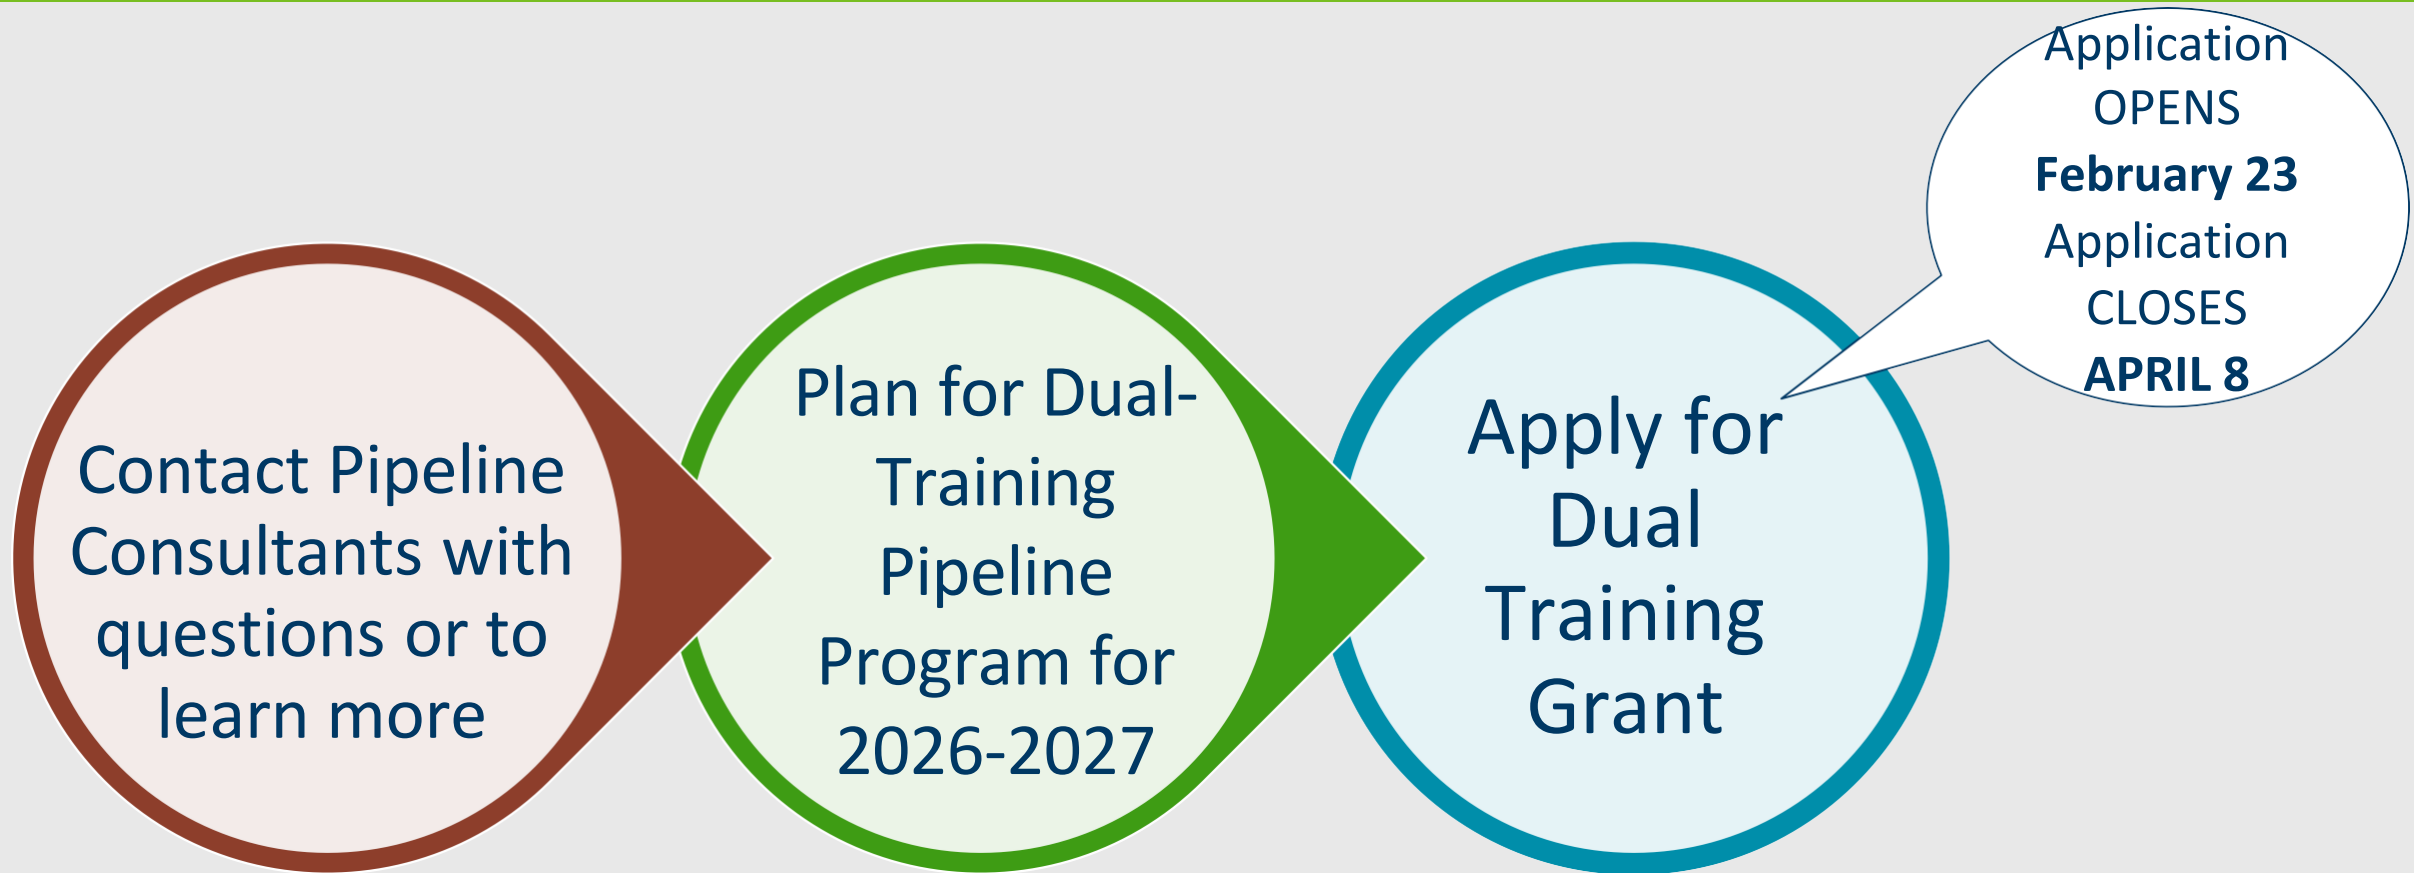 Contact Pipeline
Consultants with
questions or to
learn more
Plan for Dual-
Training
Pipeline
Program for
2026-2027
Apply for
Dual
Training
Grant
Application
OPENS
February 23
Application
CLOSES
APRIL 8